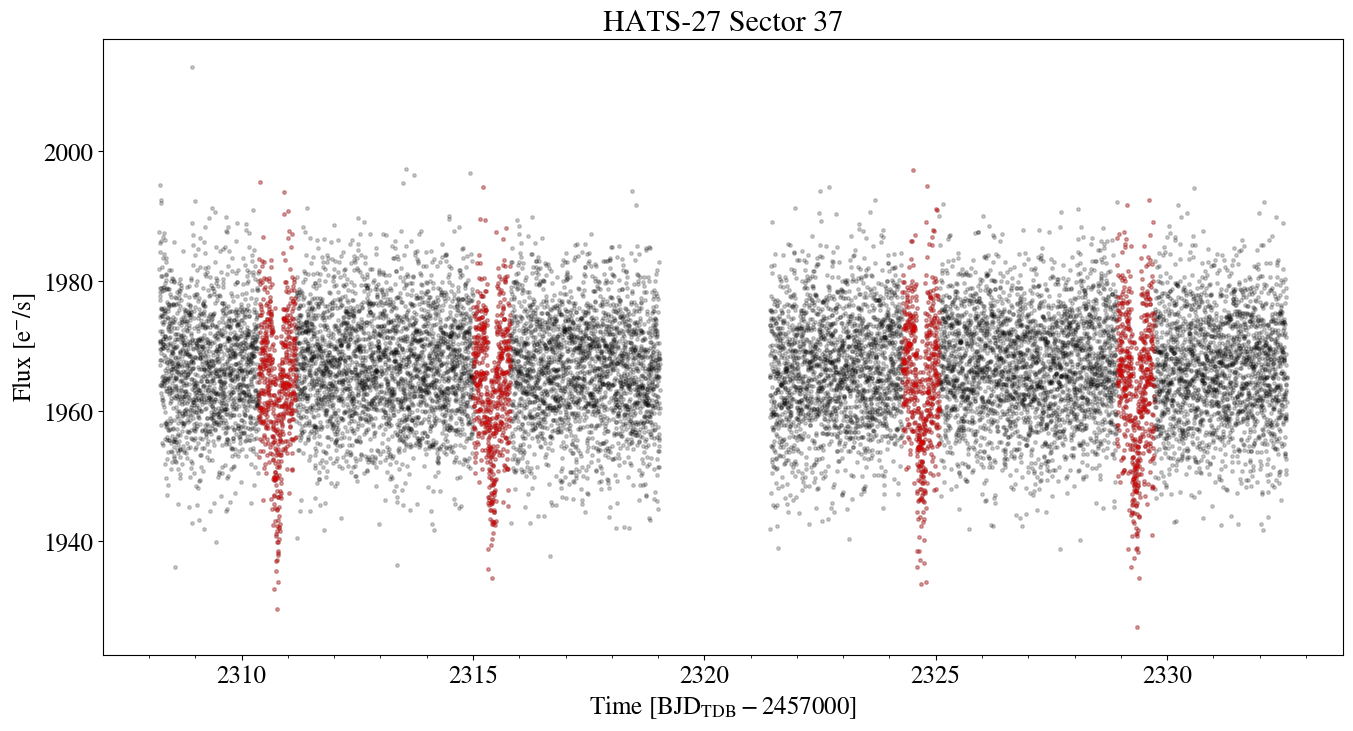 HATS-27 Sector 37
Flux [e⁻/s]
2000
1980
1960
1940
2310 2315 2320 2325 2330
Time [BJD_TDB − 2457000]